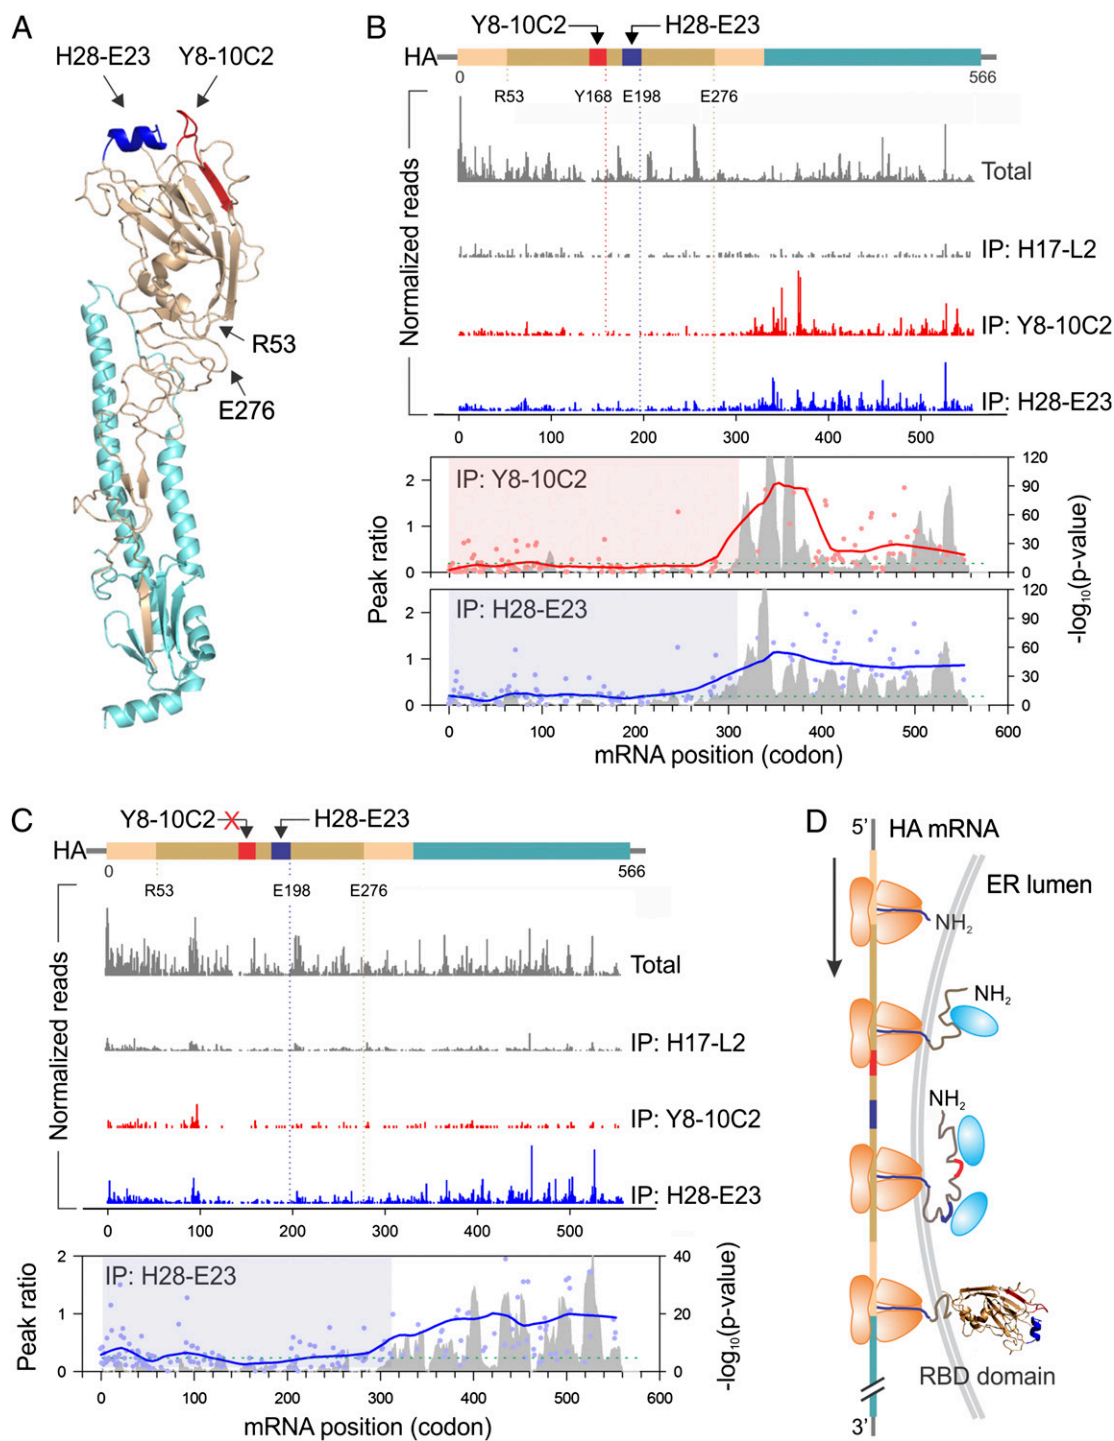 A
H28-E23
Y8-10C2
R53
E276
B
Y8-10C2
H28-E23
HA
0
566
R53
Y168
E198
E276
Normalized reads
Total
IP: H17-L2
IP: Y8-10C2
IP: H28-E23
0 100 200 300 400 500
IP: Y8-10C2
2
1
0
120
90
60
30
0
Peak ratio
-log10(p-value)
IP: H28-E23
2
1
0
120
90
60
30
0
0 100 200 300 400 500 600
mRNA position (codon)
C
Y8-10C2
H28-E23
HA
0
566
R53
E198
E276
Normalized reads
Total
IP: H17-L2
IP: Y8-10C2
IP: H28-E23
0 100 200 300 400 500
IP: H28-E23
2
1
0
40
20
0
Peak ratio
-log10(p-value)
0 100 200 300 400 500 600
mRNA position (codon)
D
5’
HA mRNA
ER lumen
NH2
NH2
NH2
RBD domain
3’